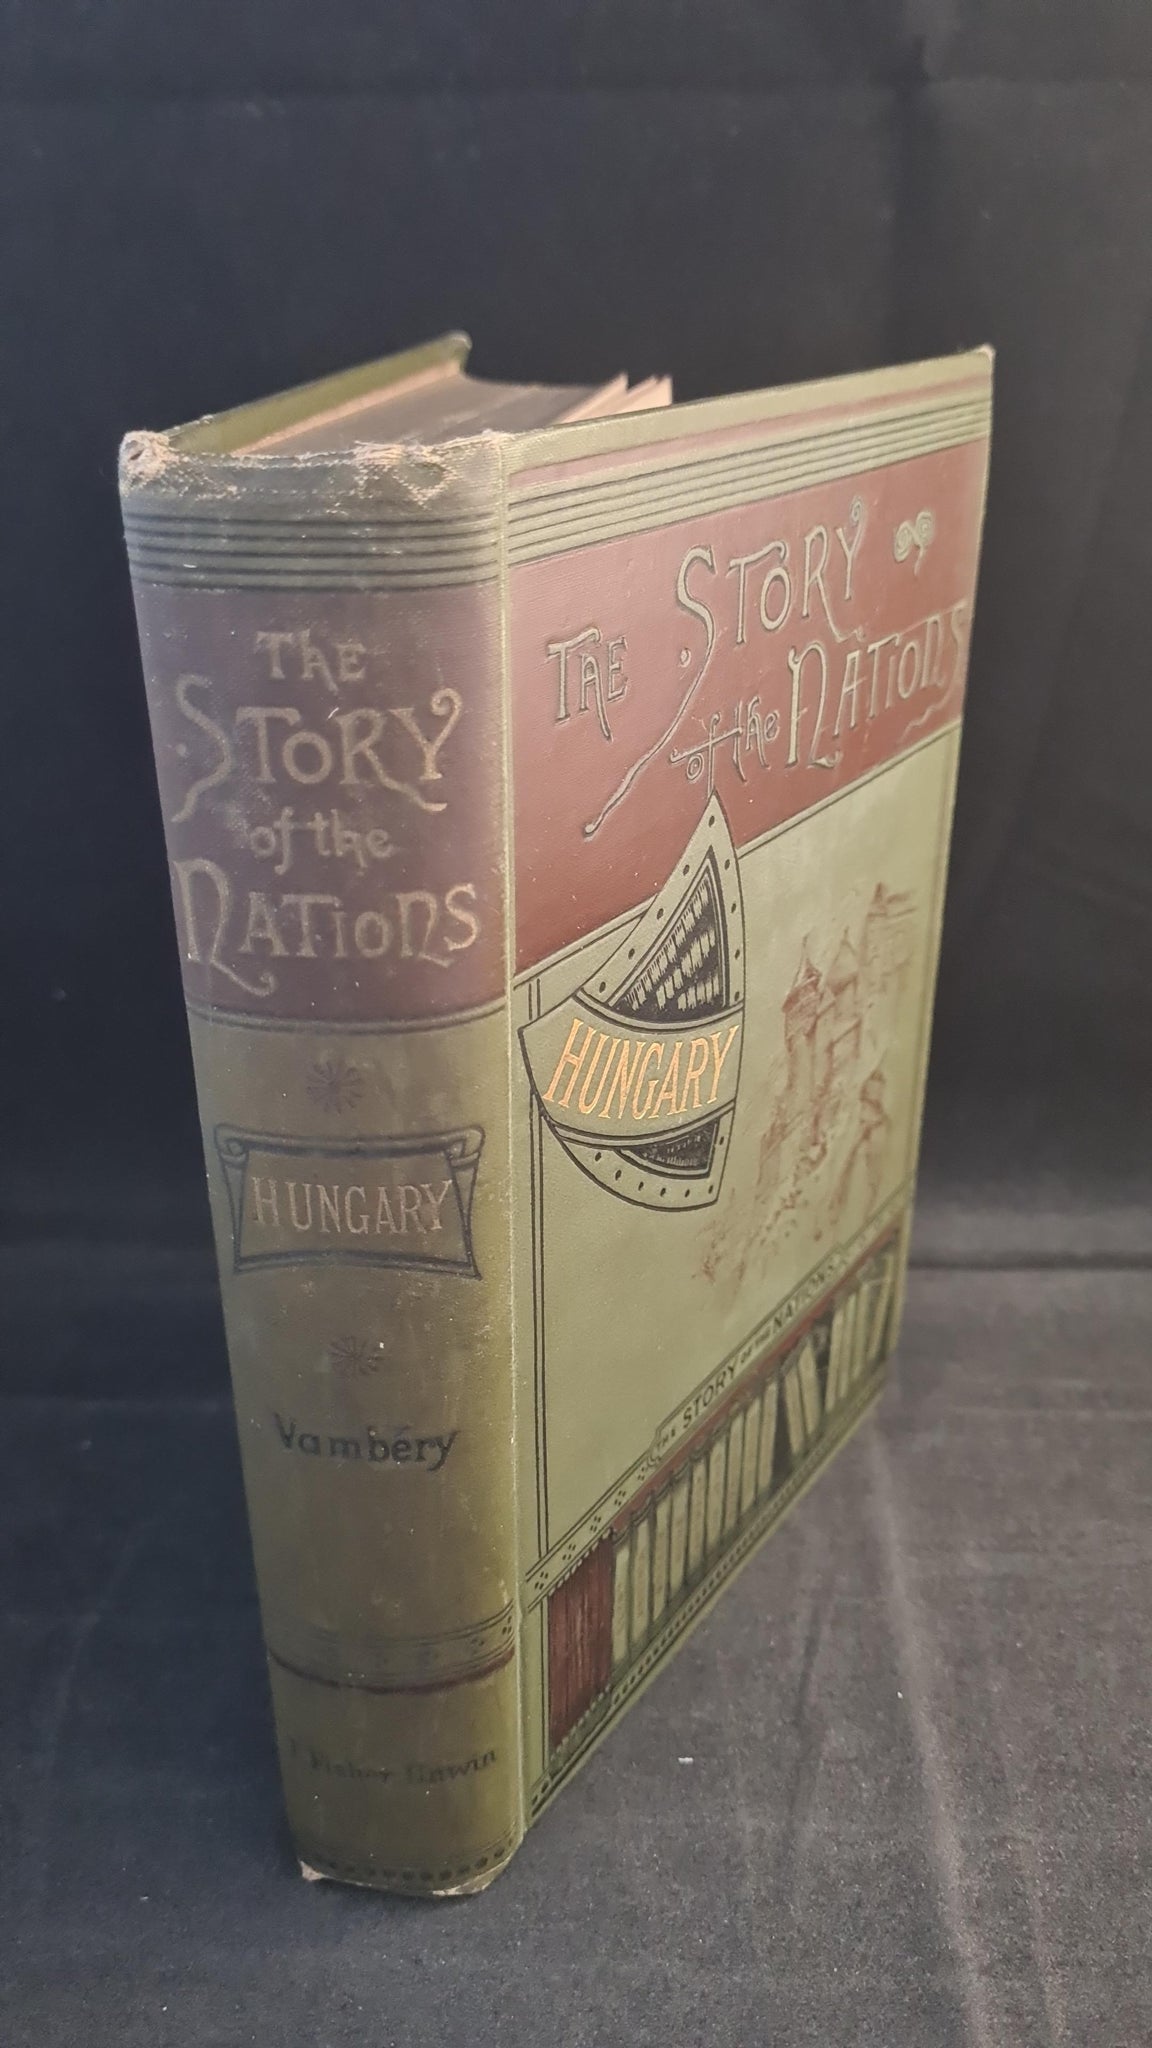 THE
STORY
of the
NATIONS
HUNGARY
Vambéry
T Fisher Unwin
THE STORY
of the NATIONS
HUNGARY
THE STORY OF THE NATIONS